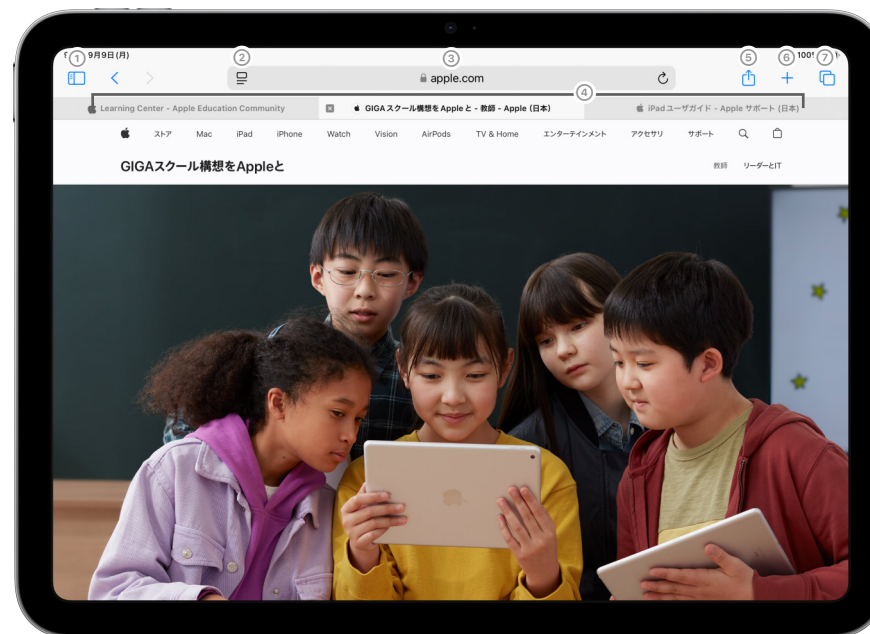 9月9日(月)
①
②
③
⑤
⑥
100%
⑦
apple.com
④
Learning Center - Apple Education Community
GIGAスクール構想をAppleと - 教師 - Apple (日本)
iPadユーザガイド - Apple サポート (日本)
ストア Mac iPad iPhone Watch Vision AirPods TV & Home エンターテインメント アクセサリ サポート
GIGAスクール構想をAppleと
教師 リーダーとIT